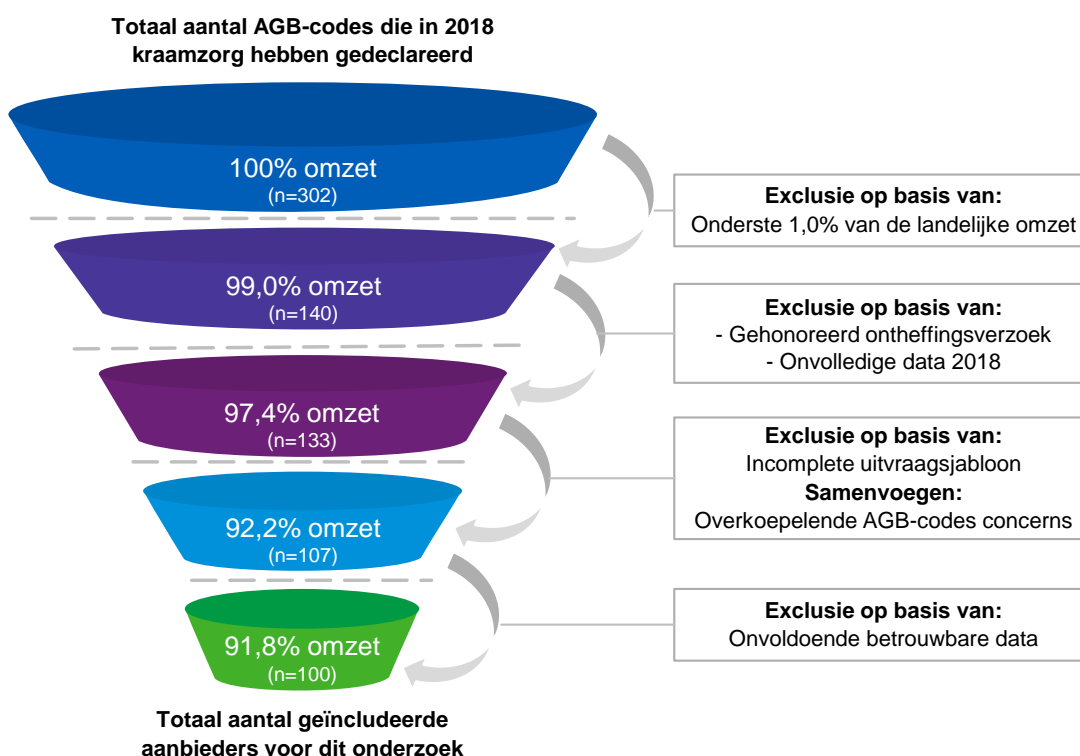 Totaal aantal AGB-codes die in 2018
kraamzorg hebben gedeclareerd
100% omzet
(n=302)
Exclusie op basis van:
Onderste 1,0% van de landelijke omzet
99,0% omzet
(n=140)
Exclusie op basis van:
- Gehonoreerd ontheffingsverzoek
- Onvolledige data 2018
97,4% omzet
(n=133)
Exclusie op basis van:
Incomplete uitvraagsjabloon
Samenvoegen:
Overkoepelende AGB-codes concerns
92,2% omzet
(n=107)
Exclusie op basis van:
Onvoldoende betrouwbare data
91,8% omzet
(n=100)
Totaal aantal geïncludeerde
aanbieders voor dit onderzoek